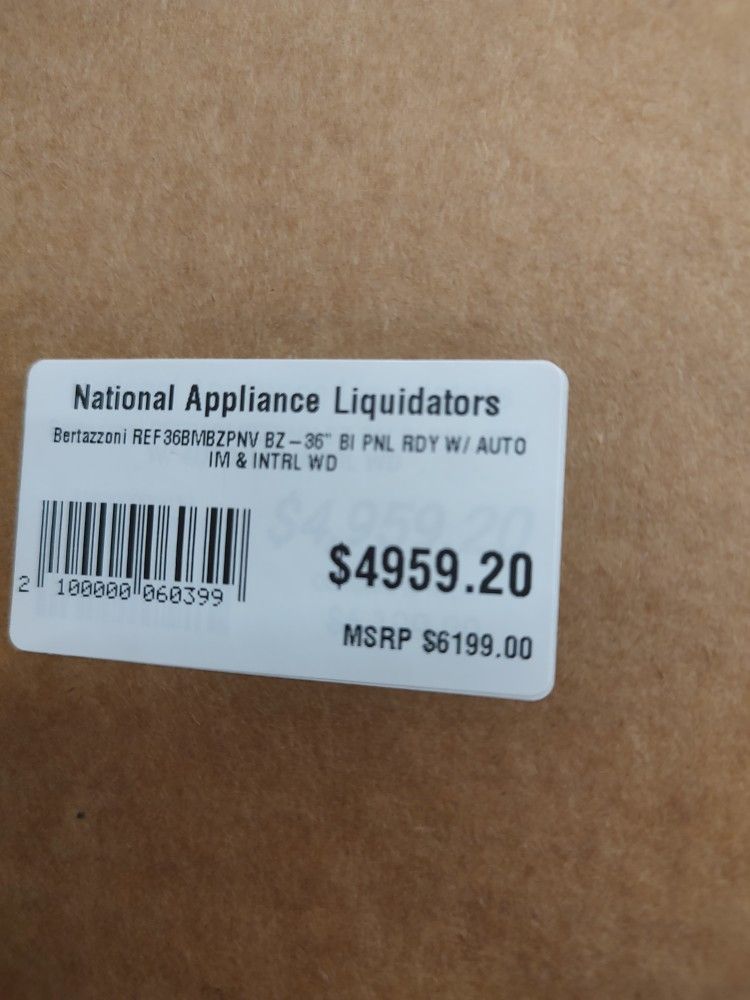 National Appliance Liquidators
Bertazzoni REF36BMBZPNV BZ – 36" BI PNL RDY W/ AUTO
IM & INTRL WD
$4959.20
2 100000 060399
MSRP $6199.00